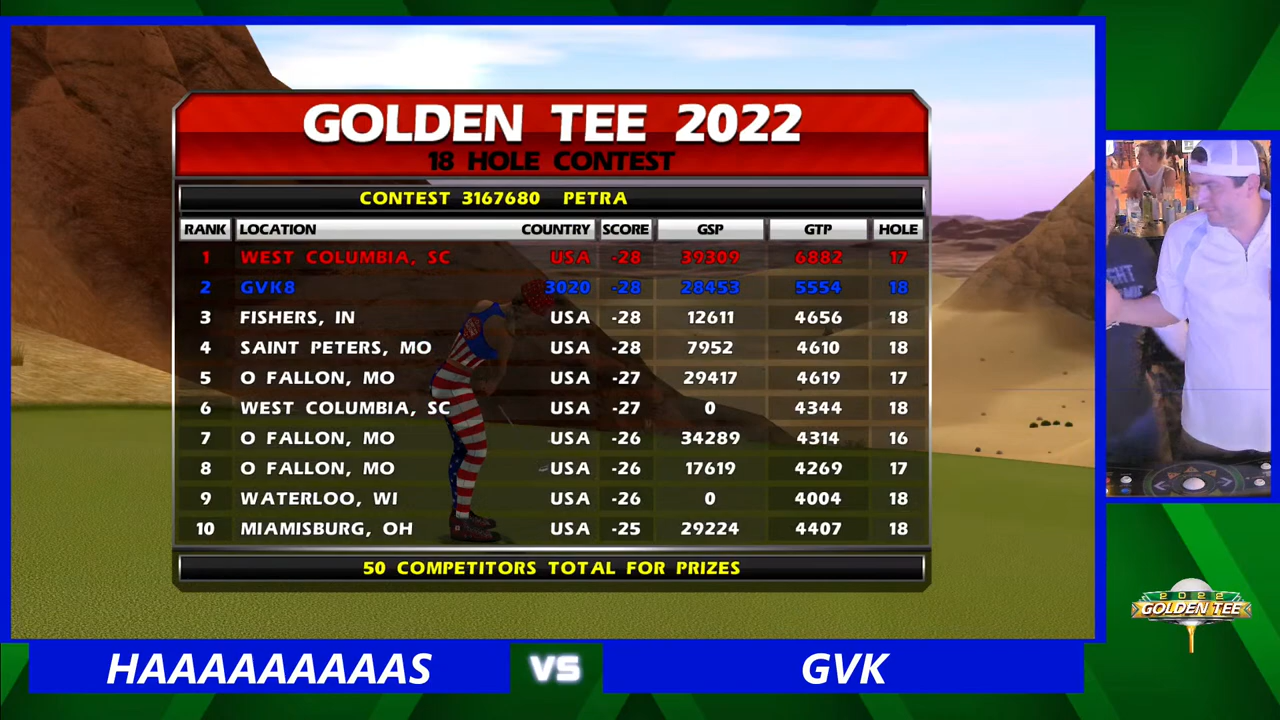 GOLDEN TEE 2022
18 HOLE CONTEST
CONTEST 3167680 PETRA
RANK LOCATION COUNTRY SCORE GSP GTP HOLE
1 WEST COLUMBIA, SC USA -28 39309 6882 17
2 GVK8 3020 -28 28453 5554 18
3 FISHERS, IN USA -28 12611 4656 18
4 SAINT PETERS, MO USA -28 7952 4610 18
5 O FALLON, MO USA -27 29417 4619 17
6 WEST COLUMBIA, SC USA -27 0 4344 18
7 O FALLON, MO USA -26 34289 4314 16
8 O FALLON, MO USA -26 17619 4269 17
9 WATERLOO, WI USA -26 0 4004 18
10 MIAMISBURG, OH USA -25 29224 4407 18
50 COMPETITORS TOTAL FOR PRIZES
2022
GOLDEN TEE
HAAAAAAAAAS VS GVK